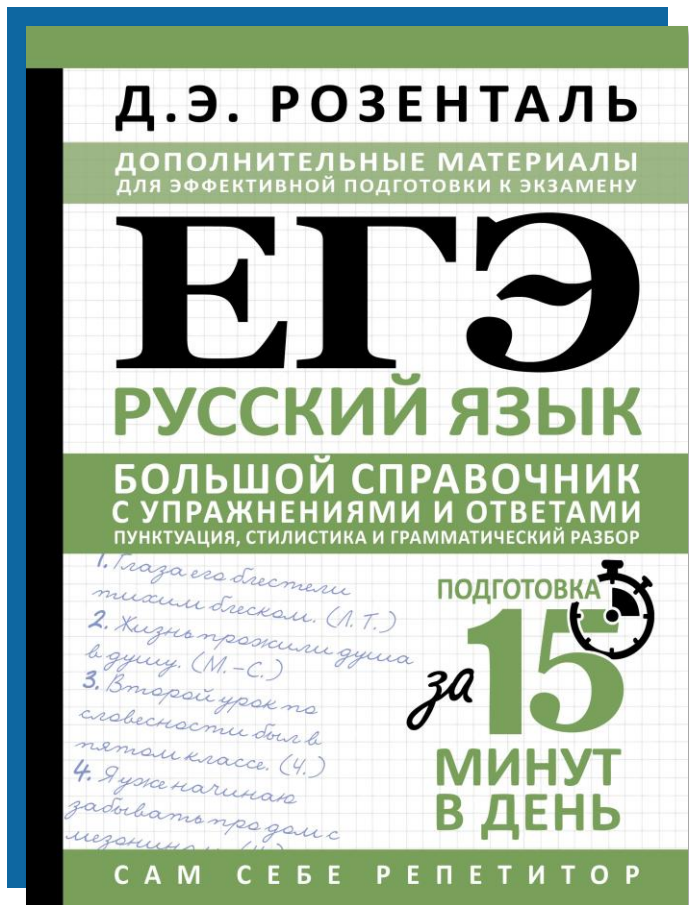 Д.Э. РОЗЕНТАЛЬ
ДОПОЛНИТЕЛЬНЫЕ МАТЕРИАЛЫ
ДЛЯ ЭФФЕКТИВНОЙ ПОДГОТОВКИ К ЭКЗАМЕНУ
ЕГЭ
РУССКИЙ ЯЗЫК
БОЛЬШОЙ СПРАВОЧНИК
С УПРАЖНЕНИЯМИ И ОТВЕТАМИ
ПУНКТУАЦИЯ, СТИЛИСТИКА И ГРАММАТИЧЕСКИЙ РАЗБОР
1. Глаза его блестели
тихим блеском. (Л. Т.)
2. Жизнь прожили душа
в душу. (М.-С.)
3. Второй урок по
словесности был в
пятом классе. (Ч.)
4. Я уже начинаю
забывать про дом с
мезонином.
ПОДГОТОВКА
за 15
МИНУТ
В ДЕНЬ
САМ СЕБЕ РЕПЕТИТОР